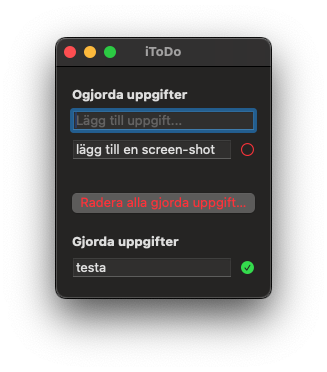 iToDo
Ogjorda uppgifter
Lägg till uppgift...
lägg till en screen-shot
Radera alla gjorda uppgift...
Gjorda uppgifter
testa